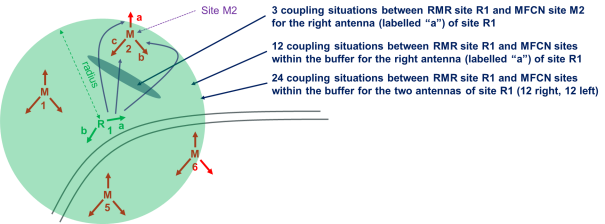 a
Site M2
3 coupling situations between RMR site R1 and MFCN site M2
for the right antenna (labelled “a”) of site R1
c M
2 b
12 coupling situations between RMR site R1 and MFCN sites
within the buffer for the right antenna (labelled “a”) of site R1
radius
24 coupling situations between RMR site R1 and MFCN sites
within the buffer for the two antennas of site R1 (12 right, 12 left)
M
1
R a
b 1
M
6
M
5